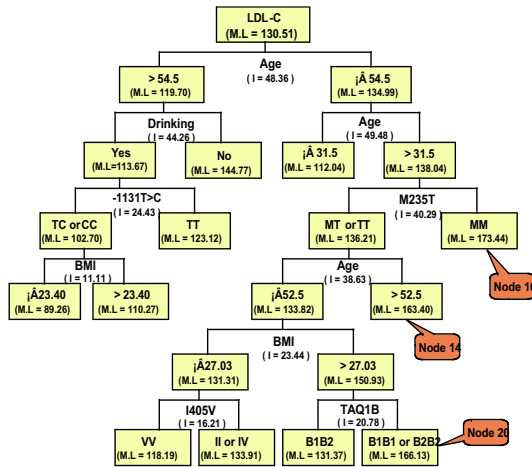 LDL-C
(M.L = 130.51)
Age
( I = 48.36 )
> 54.5
(M.L = 119.70)
¡Â 54.5
(M.L = 134.99)
Drinking
( I = 44.26 )
Age
( I = 49.48 )
Yes
(M.L=113.67)
No
(M.L = 144.77)
¡Â 31.5
(M.L = 112.04)
> 31.5
(M.L = 138.04)
-1131T>C
( I = 24.43 )
M235T
( I = 40.29 )
TC orCC
(M.L = 102.70)
TT
(M.L = 123.12)
MT orTT
(M.L = 136.21)
MM
(M.L = 173.44)
BMI
( I = 11.11 )
Age
( I = 38.63 )
Node 16
¡Â23.40
(M.L = 89.26)
> 23.40
(M.L = 110.27)
¡Â52.5
(M.L = 133.82)
> 52.5
(M.L = 163.40)
BMI
( I = 23.44 )
Node 14
¡Â27.03
(M.L = 131.31)
> 27.03
(M.L = 150.93)
I405V
( I = 16.21 )
TAQ1B
( I = 20.78 )
Node 20
VV
(M.L = 118.19)
II or IV
(M.L = 133.91)
B1B2
(M.L = 131.37)
B1B1 or B2B2
(M.L = 166.13)